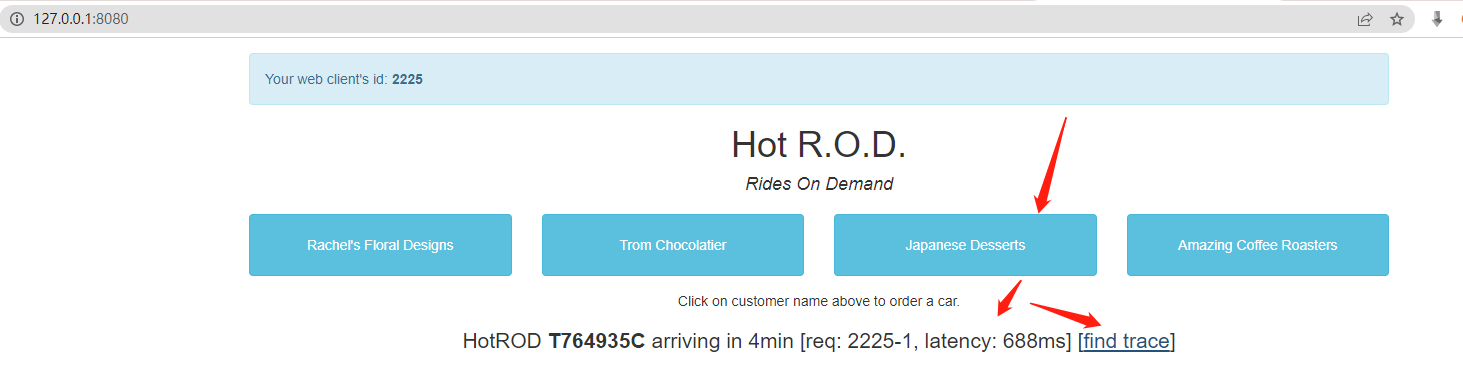 127.0.0.1:8080
Your web client's id: 2225
Hot R.O.D.
Rides On Demand
Rachel's Floral Designs
Trom Chocolatier
Japanese Desserts
Amazing Coffee Roasters
Click on customer name above to order a car.
HotROD T764935C arriving in 4min [req: 2225-1, latency: 688ms] [find trace]